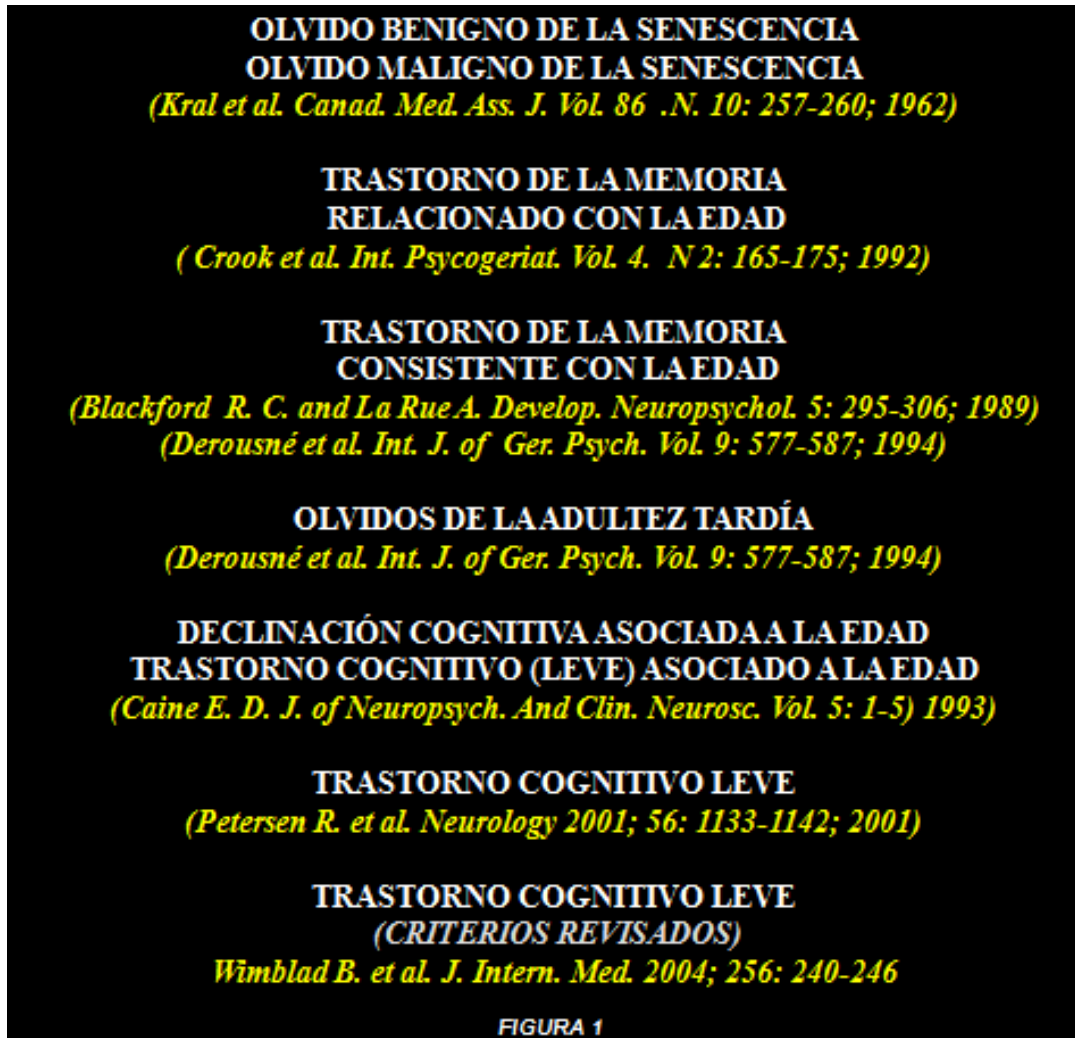 OLVIDO BENIGNO DE LA SENESCENCIA
OLVIDO MALIGNO DE LA SENESCENCIA
(Kral et al. Canad. Med. Ass. J. Vol. 86 .N. 10: 257-260; 1962)
TRASTORNO DE LA MEMORIA
RELACIONADO CON LA EDAD
( Crook et al. Int. Psycogeriat. Vol. 4. N 2: 165-175; 1992)
TRASTORNO DE LA MEMORIA
CONSISTENTE CON LA EDAD
(Blackford R. C. and La Rue A. Develop. Neuropsychol. 5: 295-306; 1989)
(Derousné et al. Int. J. of Ger. Psych. Vol. 9: 577-587; 1994)
OLVIDOS DE LA ADULTEZ TARDÍA
(Derousné et al. Int. J. of Ger. Psych. Vol. 9: 577-587; 1994)
DECLINACIÓN COGNITIVA ASOCIADA A LA EDAD
TRASTORNO COGNITIVO (LEVE) ASOCIADO A LA EDAD
(Caine E. D. J. of Neuropsych. And Clin. Neurosc. Vol. 5: 1-5) 1993)
TRASTORNO COGNITIVO LEVE
(Petersen R. et al. Neurology 2001; 56: 1133-1142; 2001)
TRASTORNO COGNITIVO LEVE
(CRITERIOS REVISADOS)
Wimblad B. et al. J. Intern. Med. 2004; 256: 240-246
FIGURA 1